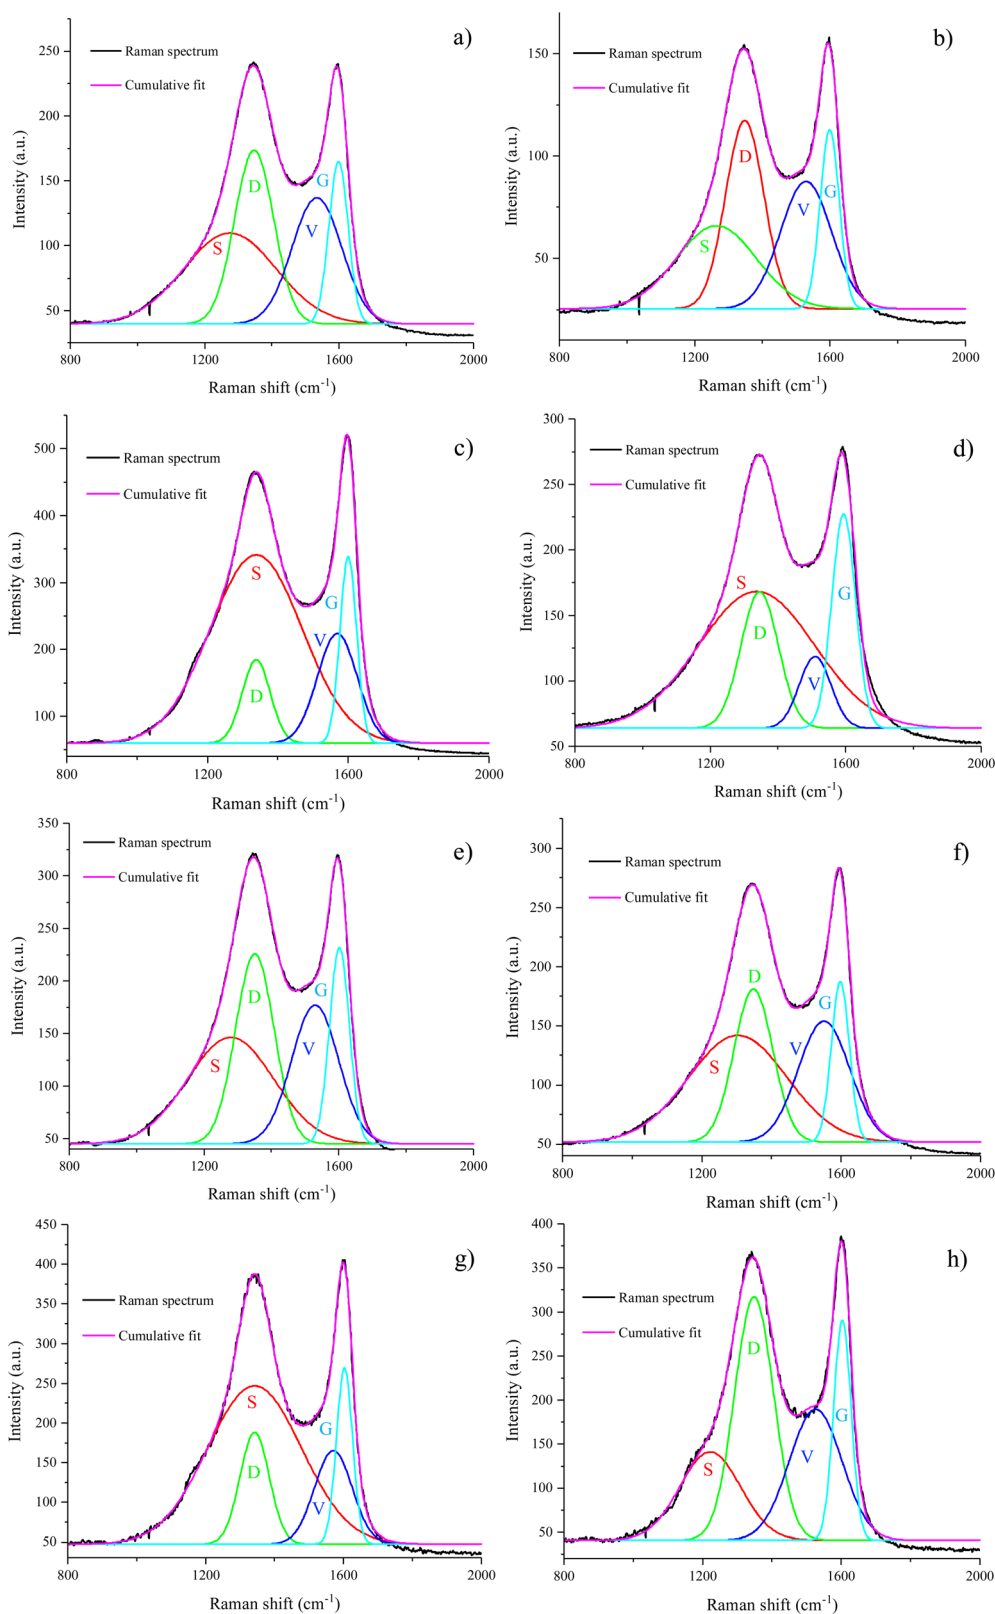 a)
Raman spectrum
Cumulative fit
Intensity (a.u.)
250
200
150
100
50
S
D
V
G
800
1200
1600
2000
Raman shift (cm-1)
b)
Raman spectrum
Cumulative fit
Intensity (a.u.)
150
100
50
S
D
V
G
800
1200
1600
2000
Raman shift (cm-1)
c)
Raman spectrum
Cumulative fit
Intensity (a.u.)
500
400
300
200
100
S
D
V
G
800
1200
1600
2000
Raman shift (cm-1)
d)
Raman spectrum
Cumulative fit
Intensity (a.u.)
300
250
200
150
100
50
S
D
V
G
800
1200
1600
2000
Raman shift (cm-1)
e)
Raman spectrum
Cumulative fit
Intensity (a.u.)
350
300
250
200
150
100
50
S
D
V
G
800
1200
1600
2000
Raman shift (cm-1)
f)
Raman spectrum
Cumulative fit
Intensity (a.u.)
300
250
200
150
100
50
S
D
V
G
800
1200
1600
2000
Raman shift (cm-1)
g)
Raman spectrum
Cumulative fit
Intensity (a.u.)
450
400
350
300
250
200
150
100
50
S
D
V
G
800
1200
1600
2000
Raman shift (cm-1)
h)
Raman spectrum
Cumulative fit
Intensity (a.u.)
400
350
300
250
200
150
100
50
S
D
V
G
800
1200
1600
2000
Raman shift (cm-1)